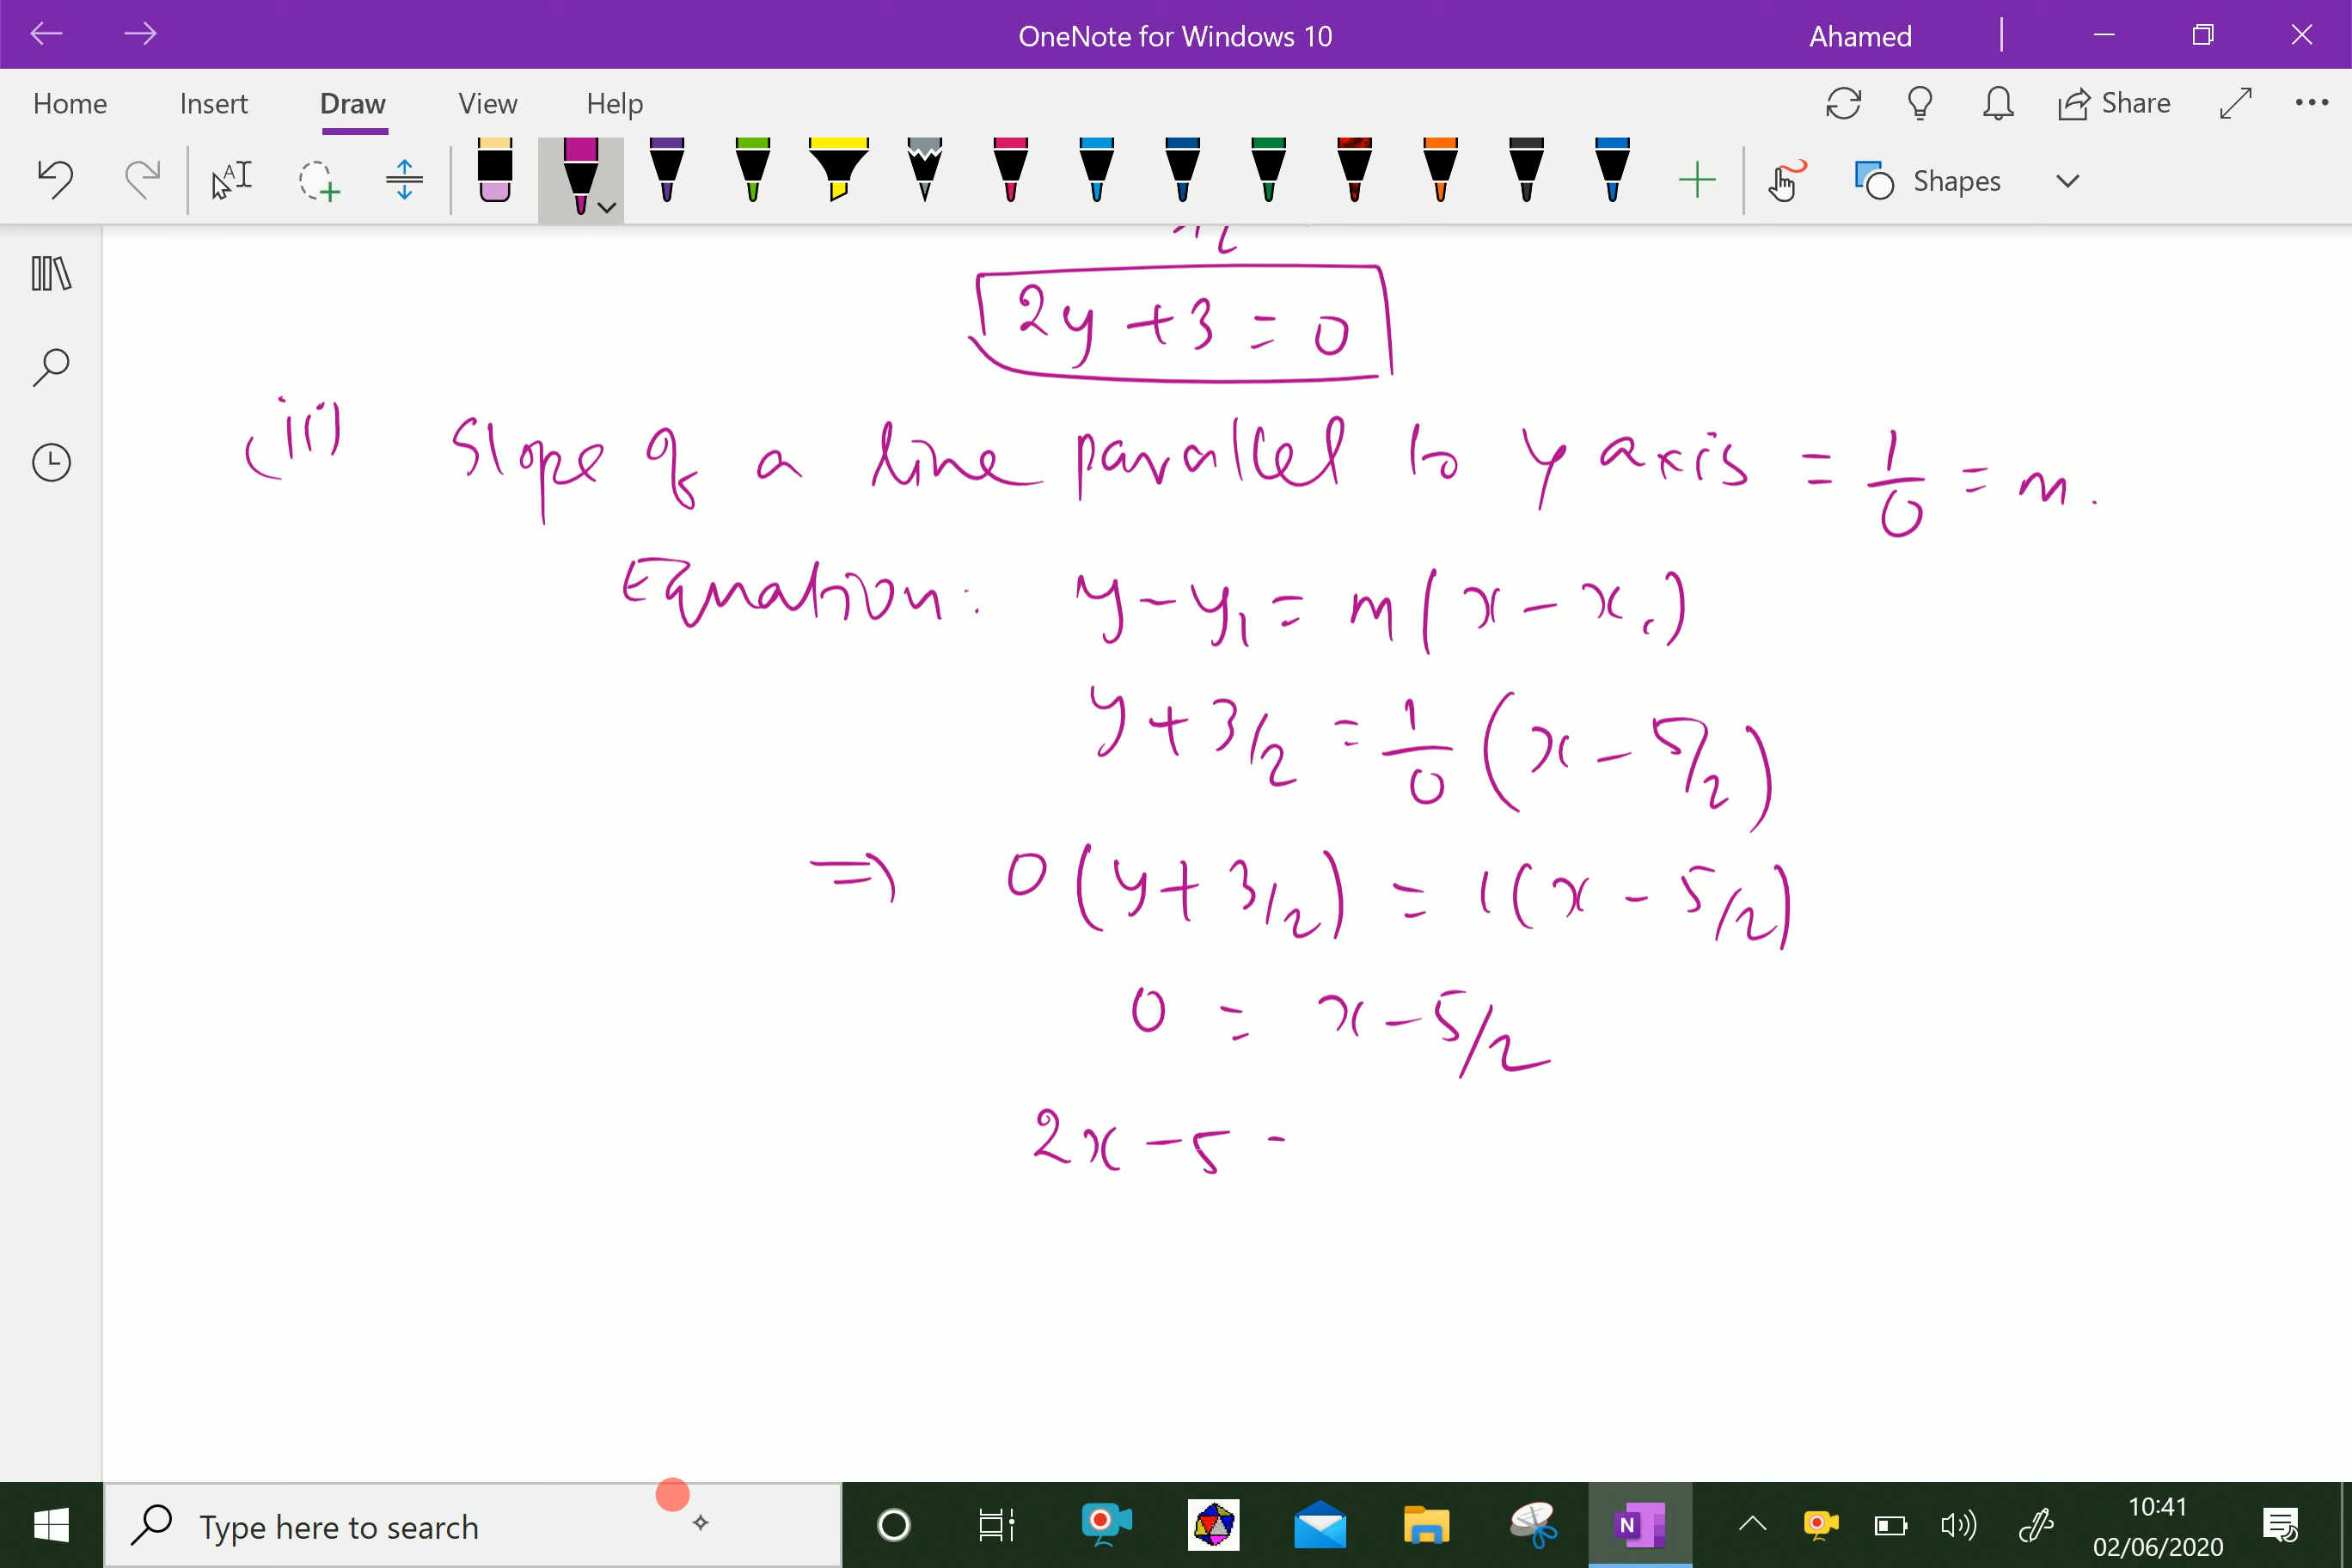 OneNote for Windows 10
Ahamed
Home Insert Draw View Help
Share
Shapes
2y + 3 = 0
(ii) Slope of a line parallel to y axis = 1/0 = m.
Equation: y - y₁ = m(x - x₁)
y + 3/2 = 1/0 (x - 5/2)
⇒ 0(y + 3/2) = 1(x - 5/2)
0 = x - 5/2
2x - 5 -
Type here to search
10:41
02/06/2020